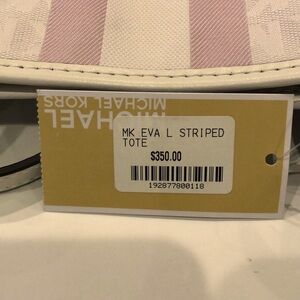 MICHAEL
MICHAEL KORS
MK EVA L STRIPED
TOTE
$350.00
192877800118